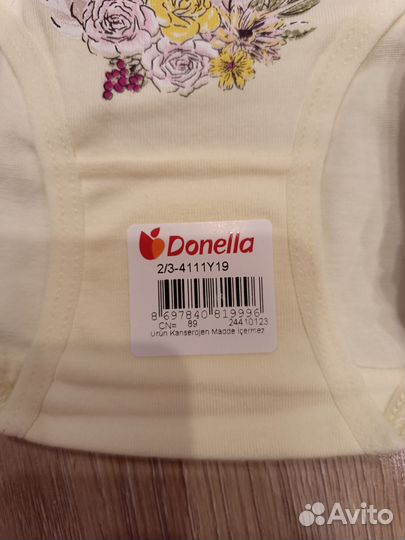 Donella
2/3-4111Y19
8 697840 819996
CN= 89 24410123
Ürün Kanserojen Madde İçermez
Avito